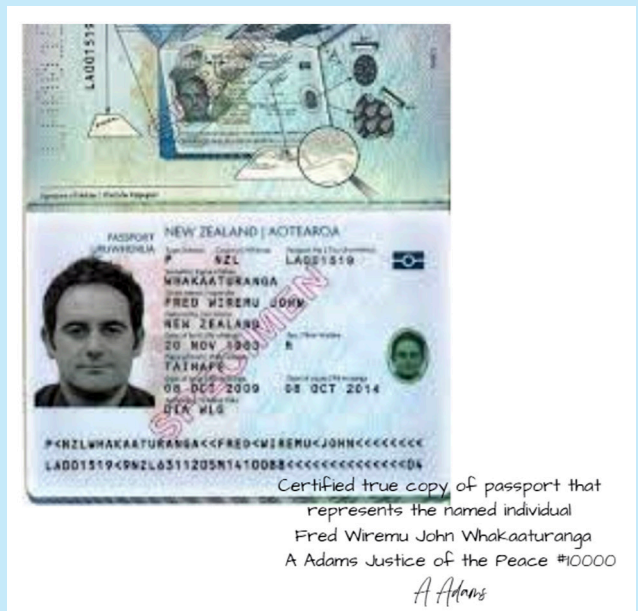 LA001519
PASSPORT
URUWHENUA
NEW ZEALAND | AOTEAROA
P NZL LA001519
WHAKAATURANGA
FRED WIREMU JOHN
NEW ZEALAND
20 NOV 1963 M
TAIHAPE
08 OCT 2009 08 OCT 2014
DIA WLG
SPECIMEN
P<NZLWHAKAATURANGA<<FRED<WIREMU<JOHN<<<<<<<<
LA001519<9NZL6311205M1410088<<<<<<<<<<<<<<04
Certified true copy of passport that
represents the named individual
Fred Wiremu John Whakaaturanga
A Adams Justice of the Peace #10000
A Adams